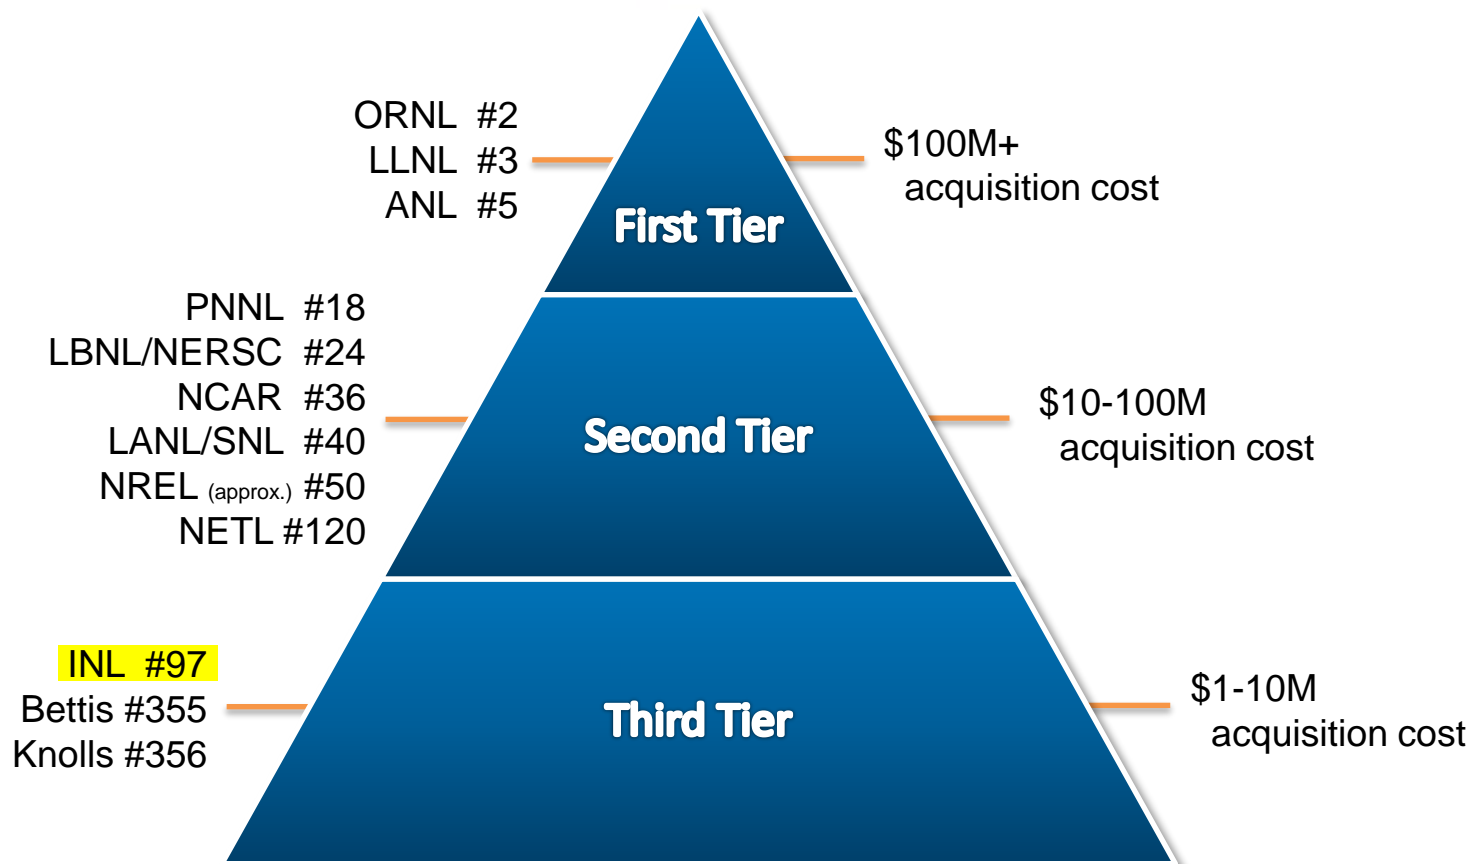 ORNL #2
LLNL #3
ANL #5
$100M+
acquisition cost
First Tier
PNNL #18
LBNL/NERSC #24
NCAR #36
LANL/SNL #40
NREL (approx.) #50
NETL #120
$10-100M
acquisition cost
Second Tier
INL #97
Bettis #355
Knolls #356
$1-10M
acquisition cost
Third Tier